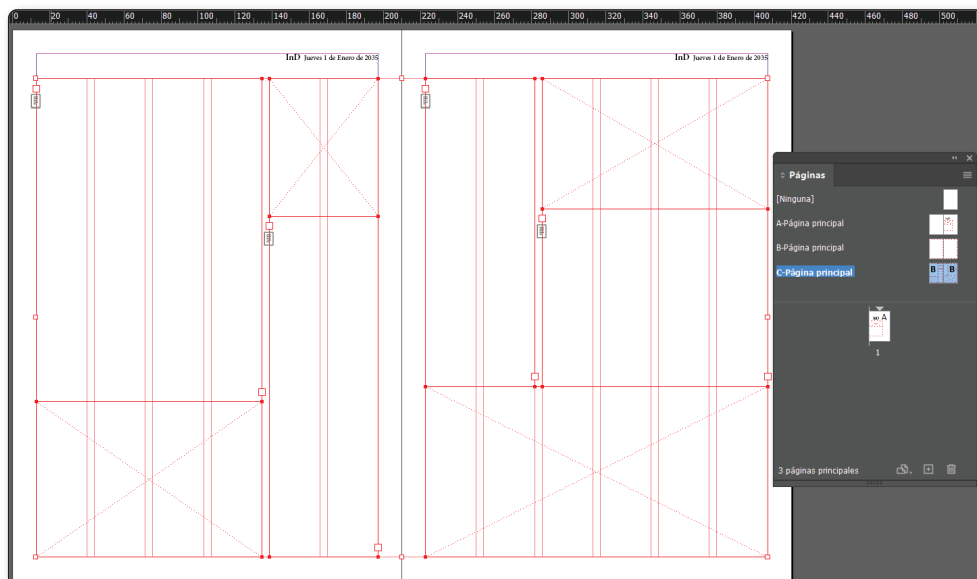 0 20 40 60 80 100 120 140 160 180 200 220 240 260 280 300 320 340 360 380 400 420 440 460 480 500
InD Jueves 1 de Enero de 2035
InD Jueves 1 de Enero de 2035
Páginas
[Ninguna]
A-Página principal
B-Página principal
C-Página principal
B B
A
1
3 páginas principales